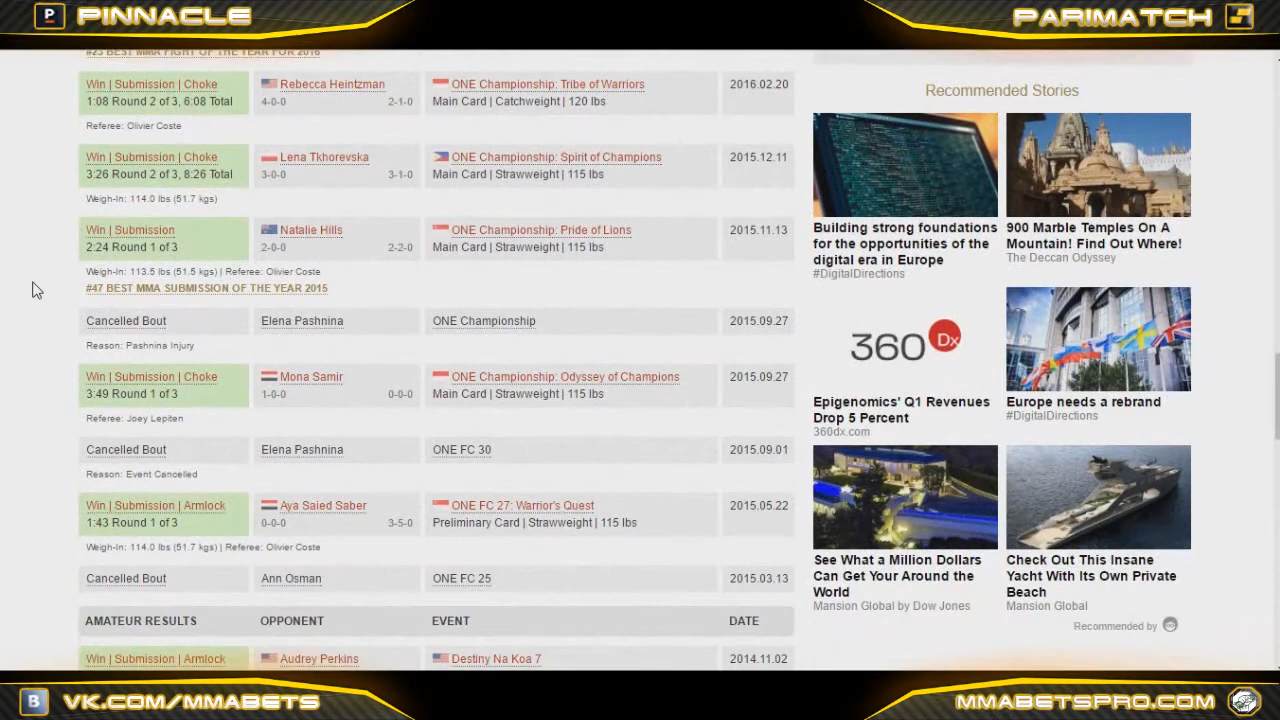 P PINNACLE
PARIMATCH
#23 BEST MMA FIGHT OF THE YEAR FOR 2016
Win | Submission | Choke Rebecca Heintzman ONE Championship: Tribe of Warriors 2016.02.20
1:08 Round 2 of 3, 6:08 Total 4-0-0 2-1-0 Main Card | Catchweight | 120 lbs
Referee: Olivier Coste
Win | Submission | Choke Lena Tkhorevska ONE Championship: Spirit of Champions 2015.12.11
3:26 Round 2 of 3, 8:26 Total 3-0-0 3-1-0 Main Card | Strawweight | 115 lbs
Weigh-In: 114.0 lbs (51.7 kgs)
Win | Submission Natalie Hills ONE Championship: Pride of Lions 2015.11.13
2:24 Round 1 of 3 2-0-0 2-2-0 Main Card | Strawweight | 115 lbs
Weigh-In: 113.5 lbs (51.5 kgs) | Referee: Olivier Coste
#47 BEST MMA SUBMISSION OF THE YEAR 2015
Cancelled Bout Elena Pashnina ONE Championship 2015.09.27
Reason: Pashnina Injury
Win | Submission | Choke Mona Samir ONE Championship: Odyssey of Champions 2015.09.27
3:49 Round 1 of 3 1-0-0 0-0-0 Main Card | Strawweight | 115 lbs
Referee: Joey Lepiten
Cancelled Bout Elena Pashnina ONE FC 30 2015.09.01
Reason: Event Cancelled
Win | Submission | Armlock Aya Saied Saber ONE FC 27: Warrior's Quest 2015.05.22
1:43 Round 1 of 3 0-0-0 3-5-0 Preliminary Card | Strawweight | 115 lbs
Weigh-In: 114.0 lbs (51.7 kgs) | Referee: Olivier Coste
Cancelled Bout Ann Osman ONE FC 25 2015.03.13
AMATEUR RESULTS OPPONENT EVENT DATE
Win | Submission | Armlock Audrey Perkins Destiny Na Koa 7 2014.11.02
Recommended Stories
Building strong foundations
for the opportunities of the
digital era in Europe
#DigitalDirections
900 Marble Temples On A
Mountain! Find Out Where!
The Deccan Odyssey
360 Dx
Epigenomics' Q1 Revenues
Drop 5 Percent
360dx.com
Europe needs a rebrand
#DigitalDirections
See What a Million Dollars
Can Get Your Around the
World
Mansion Global by Dow Jones
Check Out This Insane
Yacht With Its Own Private
Beach
Mansion Global
Recommended by
B VK.COM/MMABETS
MMABETSPRO.COM